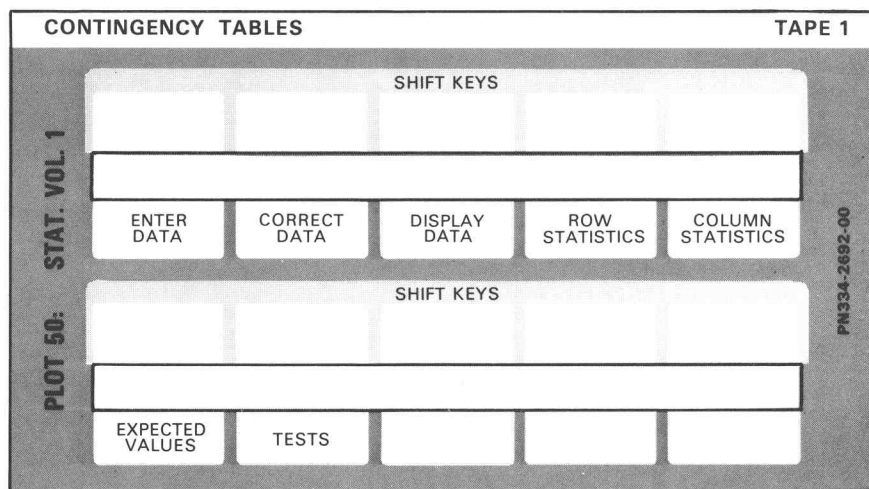 CONTINGENCY TABLES TAPE 1
PLOT 50: STAT. VOL. 1
SHIFT KEYS
ENTER DATA
CORRECT DATA
DISPLAY DATA
ROW STATISTICS
COLUMN STATISTICS
SHIFT KEYS
EXPECTED VALUES
TESTS
PN334-2692-00